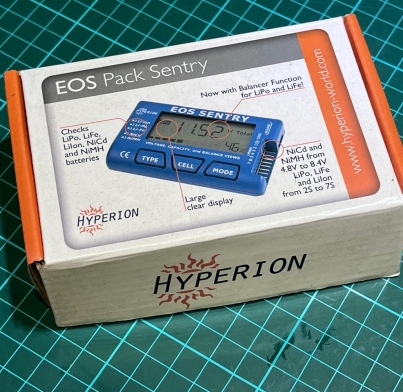 EOS Pack Sentry
Now with Balancer Function
for LiPo and LiFe!
www.hyperion-world.com
Checks
LiPo, LiFe,
LiIon, NiCd
and NiMH
batteries
EOS SENTRY
TOTAL
VOLTAGE, CAPACITY, and BALANCE VIEWS
CE
TYPE
CELL
MODE
NiCd and
NiMH from
4.8V to 8.4V
LiPo, LiFe
and LiIon
from 2S to 7S
Large
clear display
HYPERION
HYPERION